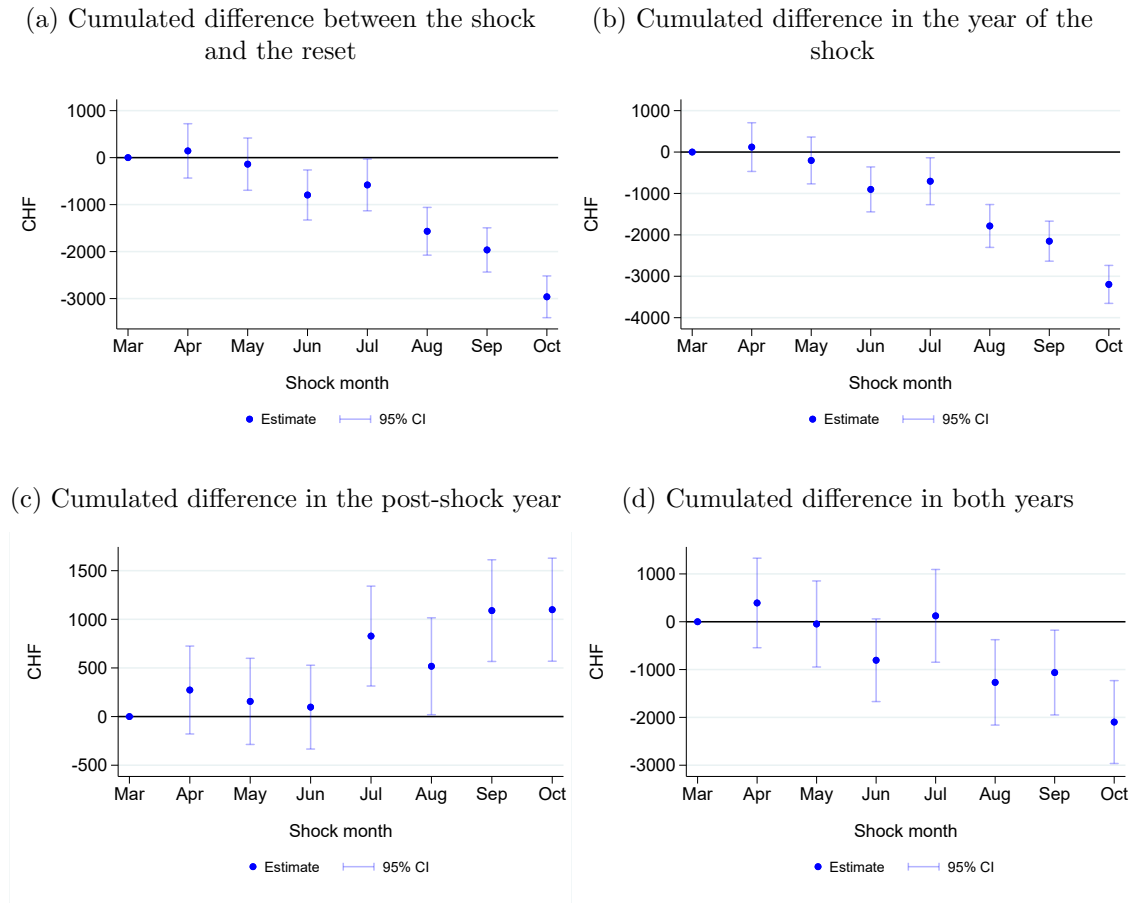 (a) Cumulated difference between the shock
and the reset
1000
0
-1000
-2000
-3000
CHF
Mar Apr May Jun Jul Aug Sep Oct
Shock month
Estimate 95% CI
(b) Cumulated difference in the year of the
shock
1000
0
-1000
-2000
-3000
-4000
CHF
Mar Apr May Jun Jul Aug Sep Oct
Shock month
Estimate 95% CI
(c) Cumulated difference in the post-shock year
1500
1000
500
0
-500
CHF
Mar Apr May Jun Jul Aug Sep Oct
Shock month
Estimate 95% CI
(d) Cumulated difference in both years
1000
0
-1000
-2000
-3000
CHF
Mar Apr May Jun Jul Aug Sep Oct
Shock month
Estimate 95% CI